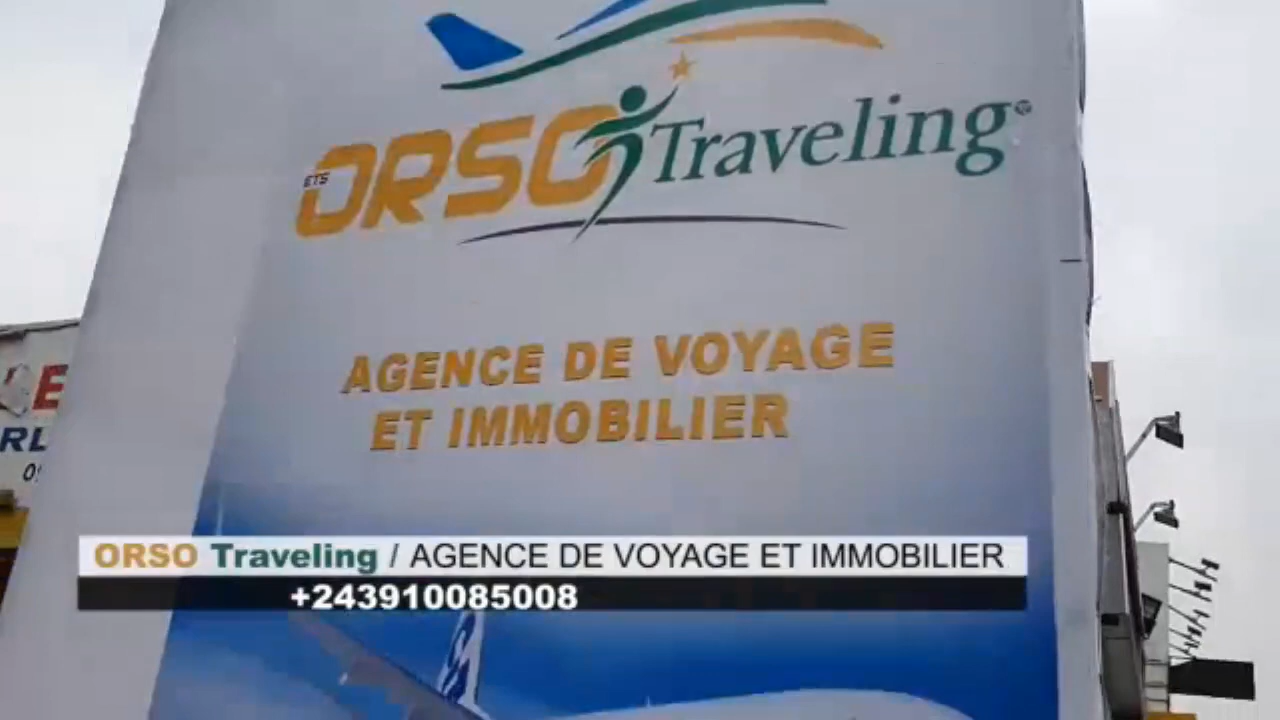 ETS ORSO Traveling
AGENCE DE VOYAGE
ET IMMOBILIER
ORSO Traveling / AGENCE DE VOYAGE ET IMMOBILIER
+243910085008